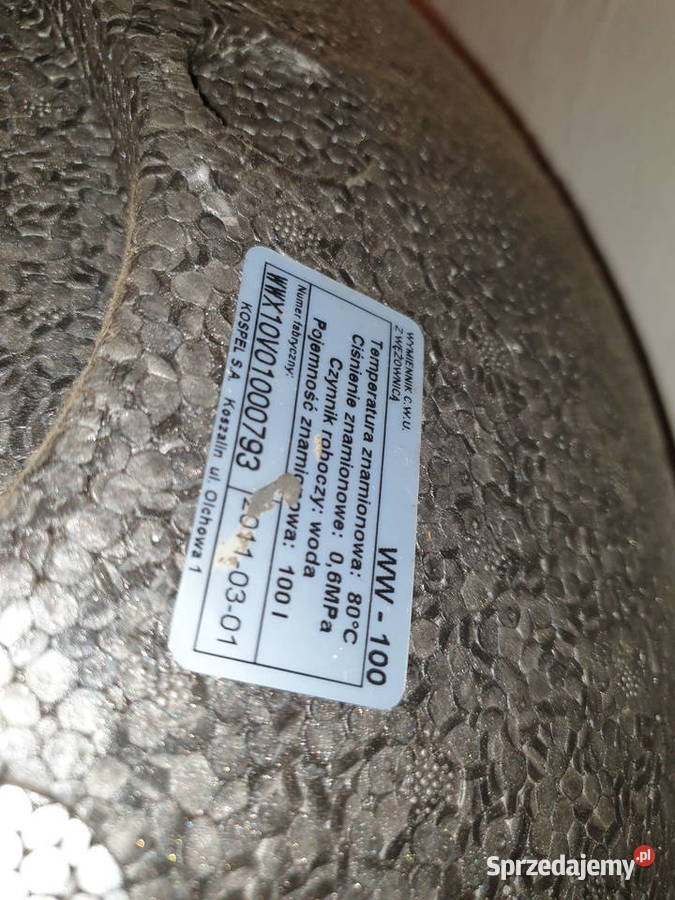 WYMIENNIK C.W.U.
Z WĘŻOWNICĄ
WW - 100
Temperatura znamionowa: 80°C
Ciśnienie znamionowe: 0,6MPa
Czynnik roboczy: woda
Pojemność znamionowa: 100 l
Numer fabryczny:
WWX10V01000793
2011-03-01
KOSPEL S.A. Koszalin ul. Olchowa 1
Sprzedajemy.pl